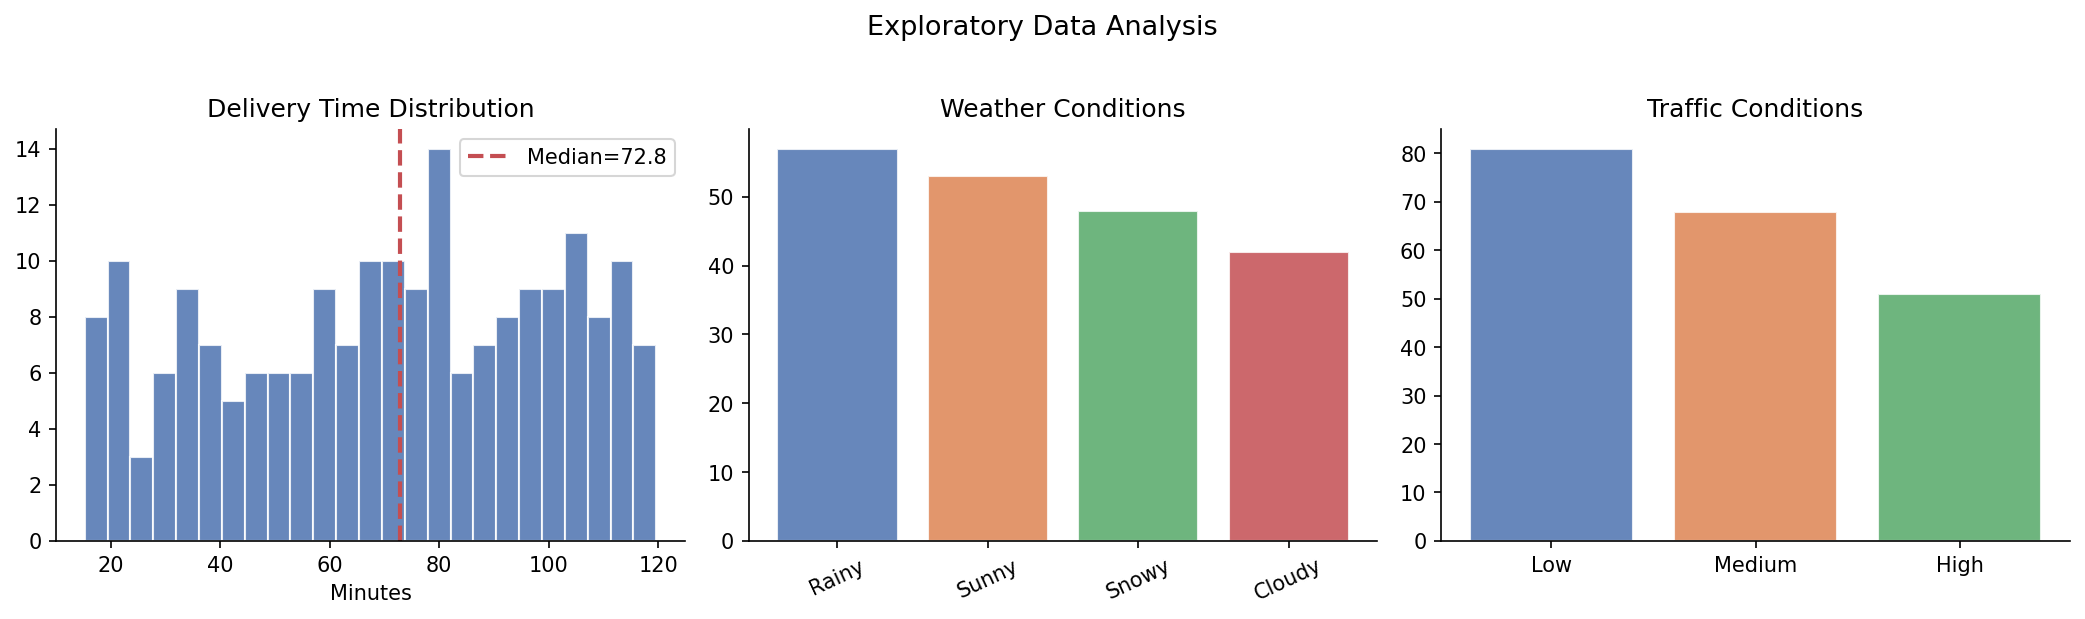 Exploratory Data Analysis
Delivery Time Distribution
14
12
10
8
6
4
2
0
Median=72.8
20 40 60 80 100 120
Minutes
Weather Conditions
50
40
30
20
10
0
Rainy Sunny Snowy Cloudy
Traffic Conditions
80
70
60
50
40
30
20
10
0
Low Medium High